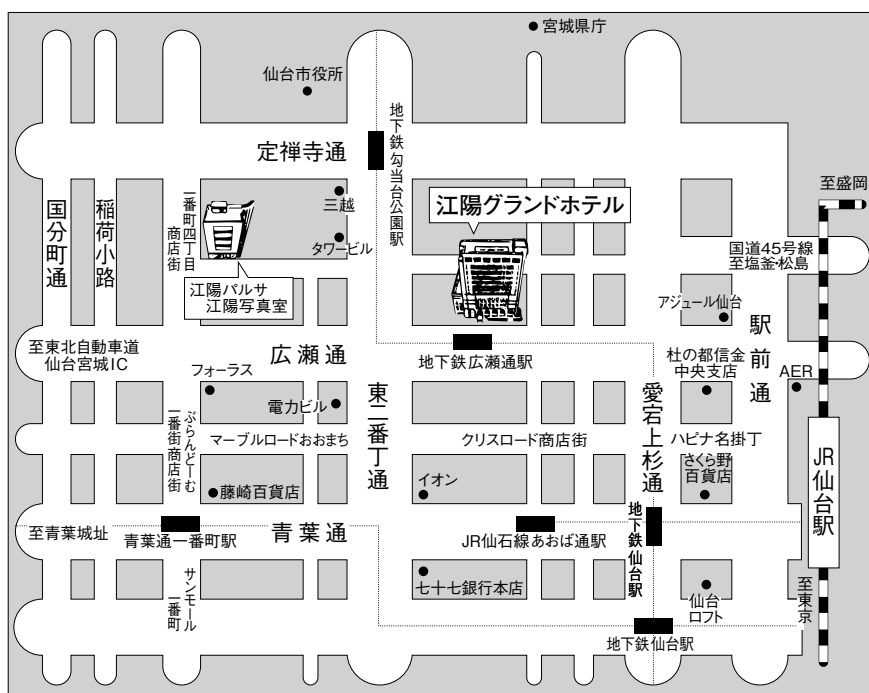 宮城県庁
仙台市役所
地下鉄勾当台公園駅
定禅寺通
至盛岡
国分町通
稲荷小路
一番町四丁目
商店街
三越
タワービル
江陽グランドホテル
江陽パルサ
江陽写真室
国道45号線
至塩釜・松島
アジュール仙台
駅前通
至東北自動車道
仙台宮城IC
広瀬通
地下鉄広瀬通駅
杜の都信金
中央支店
AER
フォーラス
電力ビル
東二番丁通
愛宕上杉通
ぶらんどーむ
一番街商店街
マーブルロードおおまち
クリスロード商店街
ハピナ名掛丁
さくら野
百貨店
JR仙台駅
藤崎百貨店
イオン
至青葉城址
青葉通一番町駅
青葉通
JR仙石線あおば通駅
地下鉄仙台駅
サンモール
一番町
七十七銀行本店
仙台
ロフト
至東京
地下鉄仙台駅